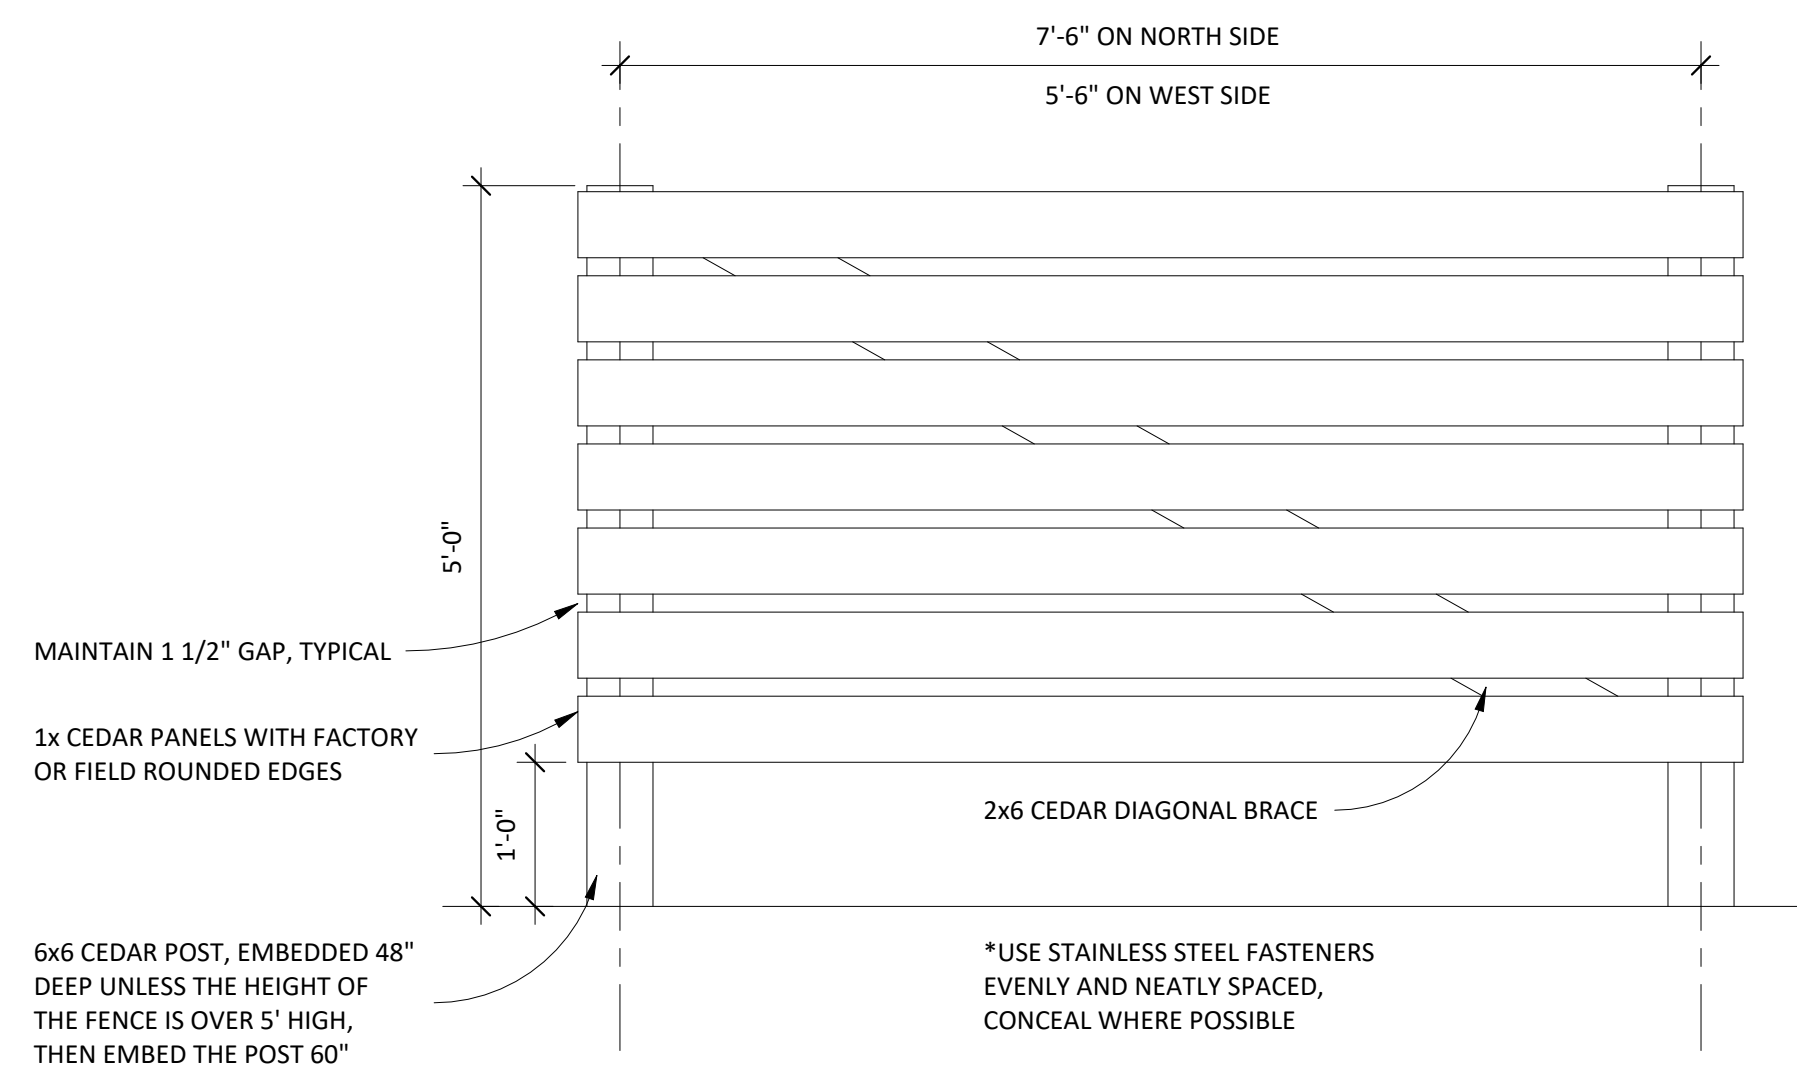 7'-6" ON NORTH SIDE
5'-6" ON WEST SIDE
5'-0"
MAINTAIN 1 1/2" GAP, TYPICAL
1x CEDAR PANELS WITH FACTORY
OR FIELD ROUNDED EDGES
1'-0"
2x6 CEDAR DIAGONAL BRACE
6x6 CEDAR POST, EMBEDDED 48"
DEEP UNLESS THE HEIGHT OF
THE FENCE IS OVER 5' HIGH,
THEN EMBED THE POST 60"
*USE STAINLESS STEEL FASTENERS
EVENLY AND NEATLY SPACED,
CONCEAL WHERE POSSIBLE